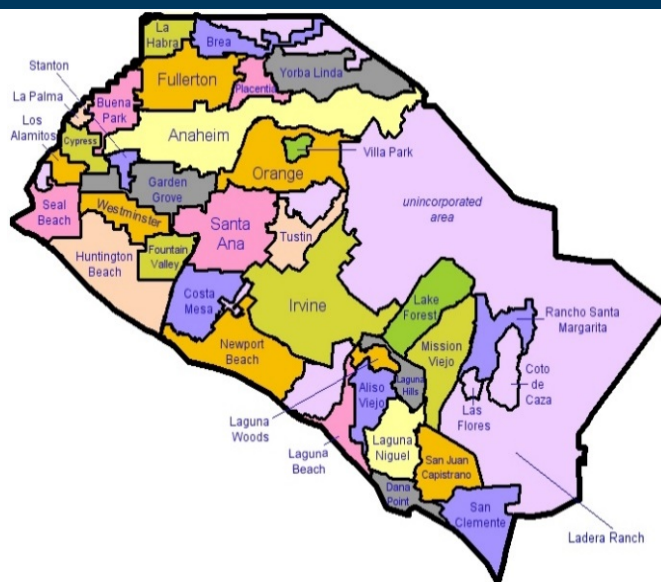 La
Habra
Brea
Stanton
Fullerton
Yorba Linda
Placentia
La Palma
Buena
Park
Los
Alamitos
Cypress
Anaheim
Villa Park
Orange
Garden
Grove
unincorporated
area
Seal
Beach
Westminster
Santa
Ana
Tustin
Huntington
Beach
Fountain
Valley
Costa
Mesa
Irvine
Lake
Forest
Rancho Santa
Margarita
Newport
Beach
Mission
Viejo
Coto
de
Caza
Laguna
Hills
Aliso
Viejo
Las
Flores
Laguna
Woods
Laguna
Niguel
Laguna
Beach
San Juan
Capistrano
Dana
Point
San
Clemente
Ladera Ranch